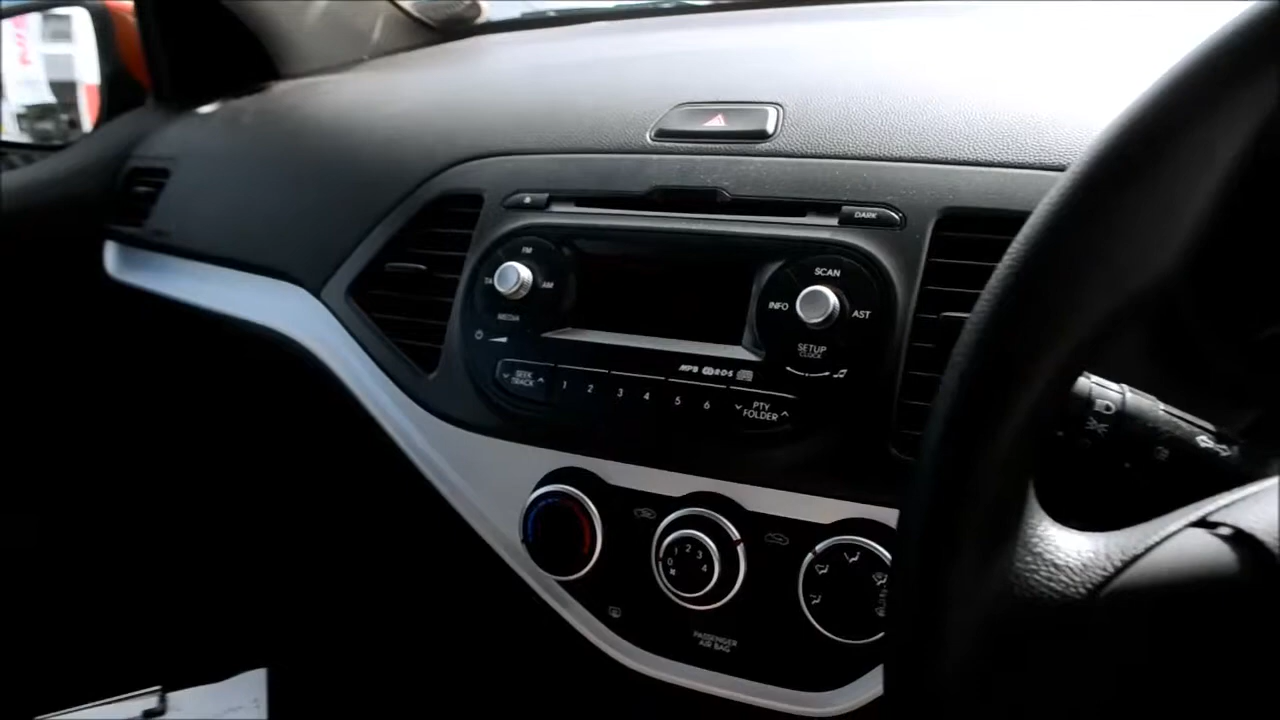 DARK
FM
TA
AM
MEDIA
SCAN
INFO
AST
SETUP
CLOCK
MP3 RDS
SEEK
TRACK
1 2 3 4 5 6
PTY
FOLDER
0 1 2 3 4
PASSENGER
AIR BAG